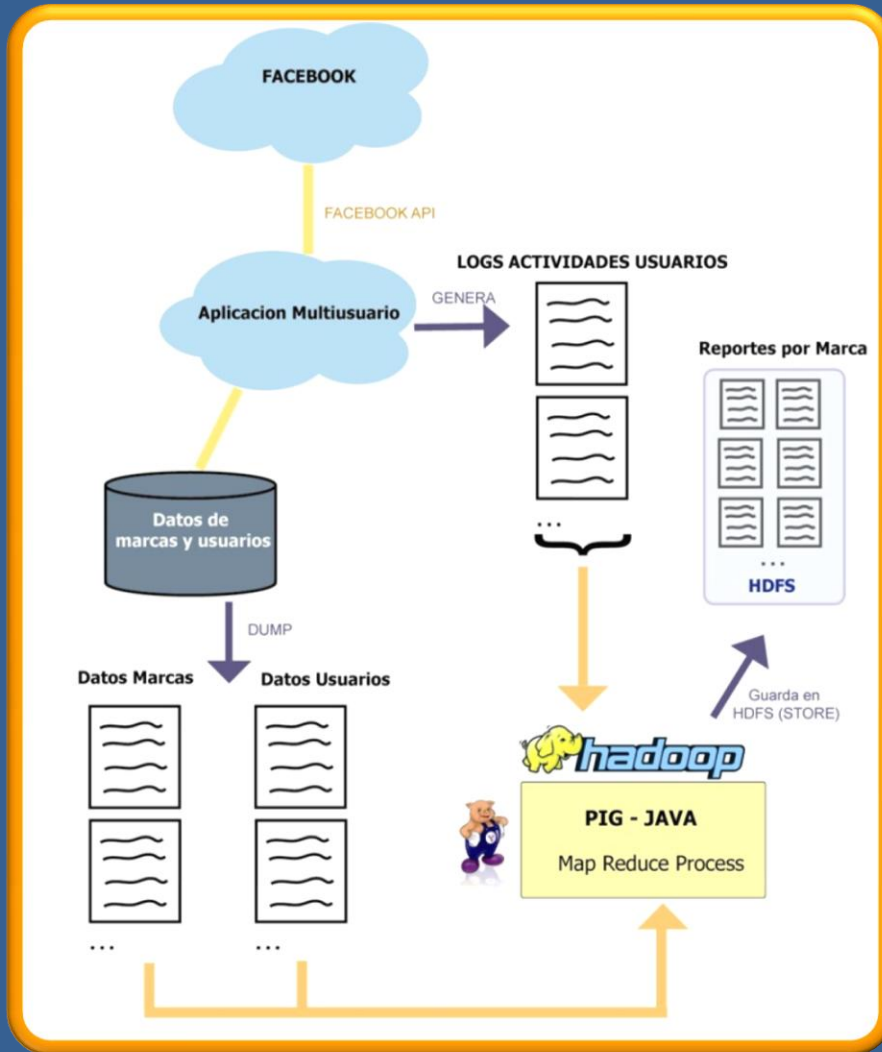 FACEBOOK
FACEBOOK API
Aplicacion Multiusuario
GENERA
LOGS ACTIVIDADES USUARIOS
...
Reportes por Marca
...
HDFS
Datos de
marcas y usuarios
DUMP
Datos Marcas
Datos Usuarios
...
...
Guarda en
HDFS (STORE)
hadoop
PIG - JAVA
Map Reduce Process